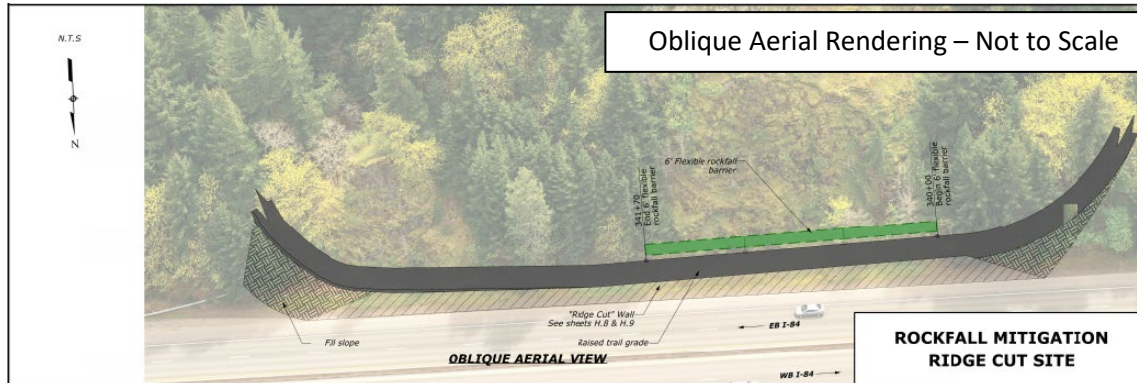 N.T.S.
N
Oblique Aerial Rendering – Not to Scale
6' Flexible rockfall
barrier
341+70
End 6' flexible
rockfall barrier
340+00
Begin 6' flexible
rockfall barrier
"Ridge Cut" Wall
See sheets H.8 & H.9
Fill slope
Raised trail grade
EB I-84
OBLIQUE AERIAL VIEW
WB I-84
ROCKFALL MITIGATION
RIDGE CUT SITE